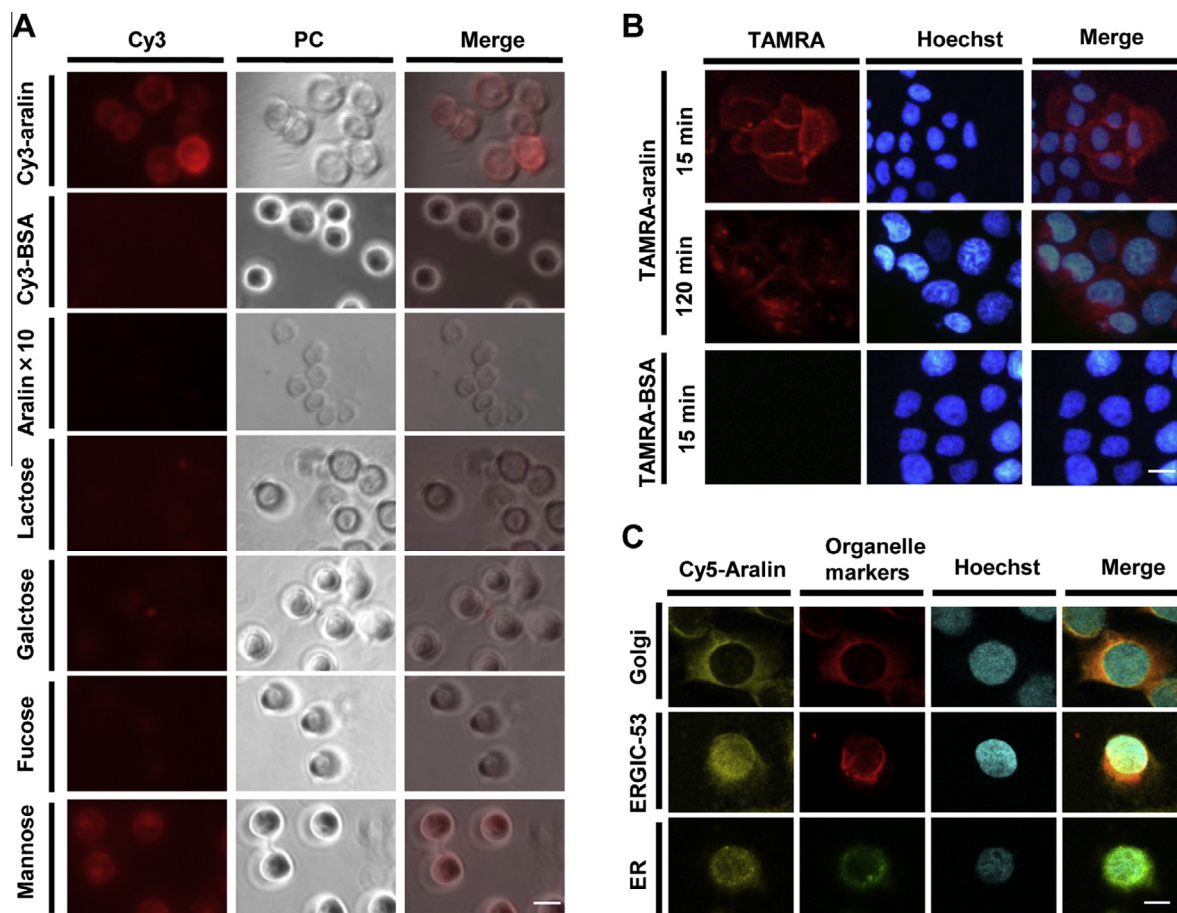 A
Cy3 PC Merge
Cy3-aralin
Cy3-BSA
Aralin × 10
Lactose
Galctose
Fucose
Mannose
B
TAMRA Hoechst Merge
TAMRA-aralin
15 min
120 min
TAMRA-BSA
15 min
C
Cy5-Aralin Organelle markers Hoechst Merge
Golgi
ERGIC-53
ER